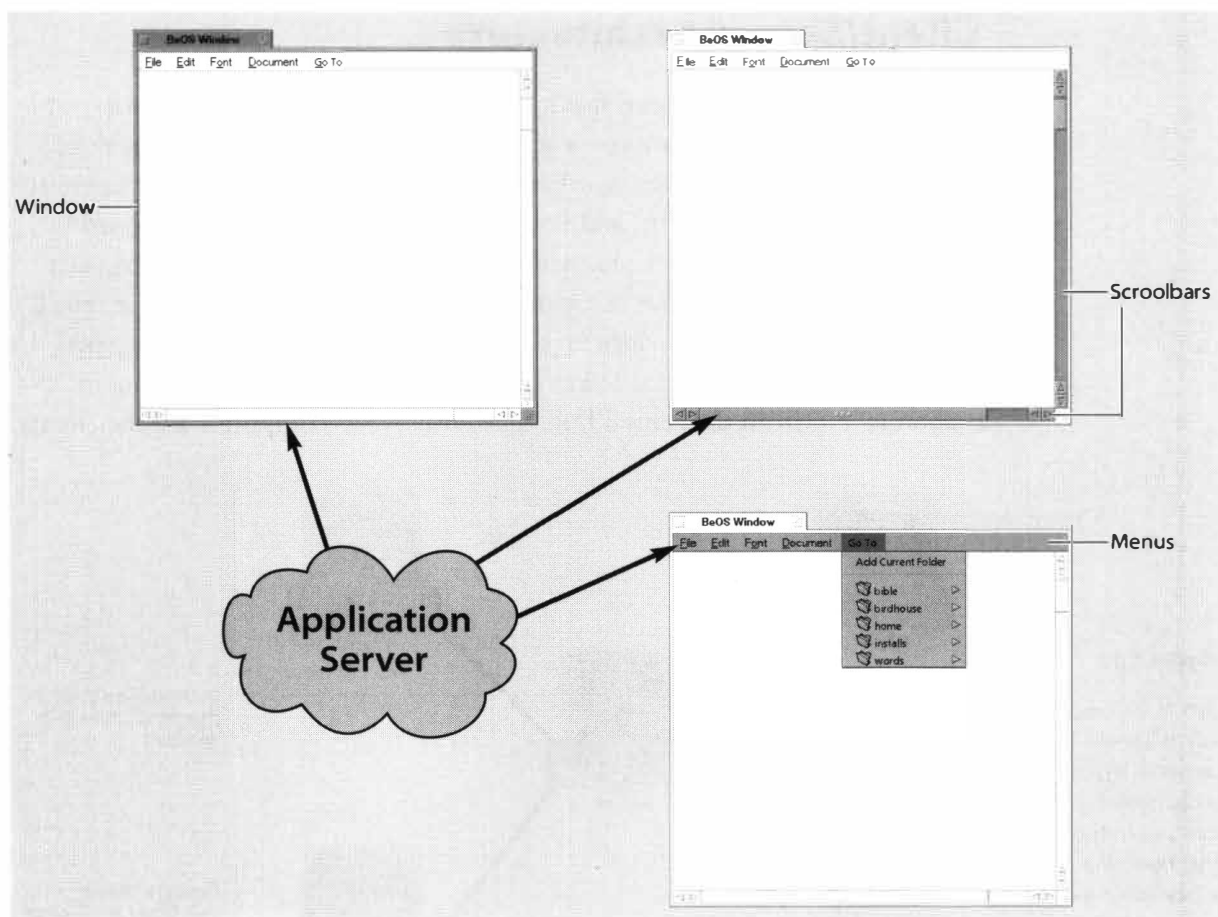 BeOS Window
File Edit Font Document Go To
Window
BeOS Window
File Edit Font Document Go To
Scroolbars
Application
Server
BeOS Window
File Edit Font Document Go To
Menus
Add Current Folder
bible
birdhouse
home
installs
words